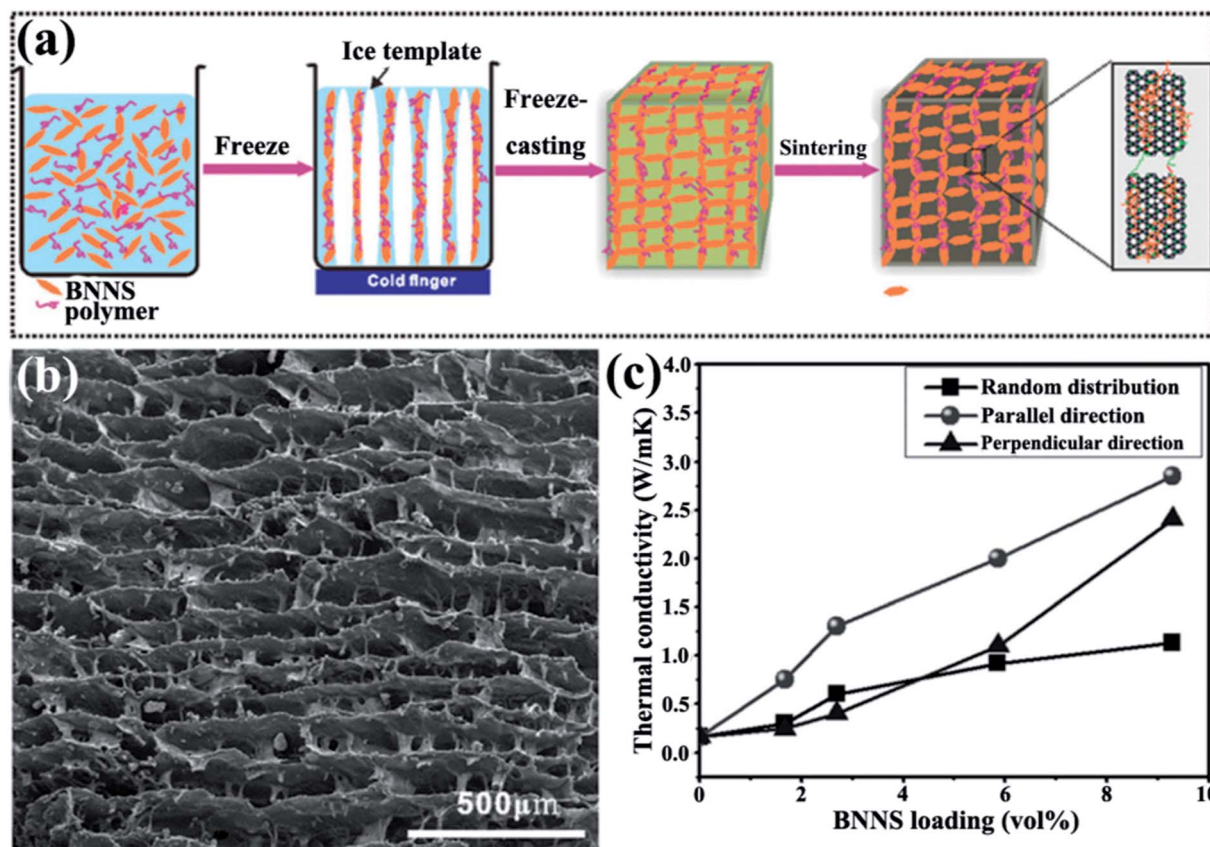 (a)
Ice template
Freeze
Freeze-
casting
Sintering
Cold finger
BNNS
polymer
(b)
500μm
(c)
Thermal conductivity (W/mK)
4.0
3.5
3.0
2.5
2.0
1.5
1.0
0.5
0.0
Random distribution
Parallel direction
Perpendicular direction
0 2 4 6 8 10
BNNS loading (vol%)